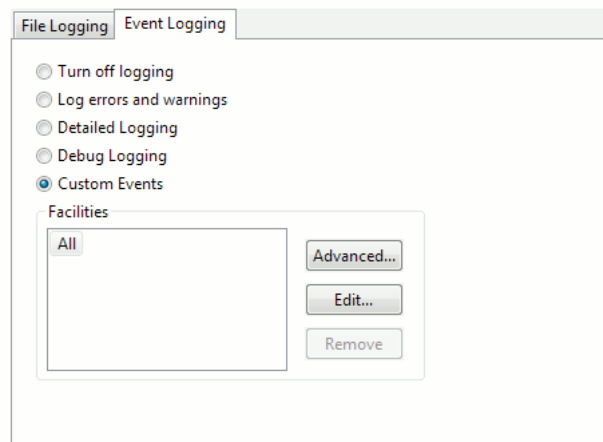 File Logging
Event Logging
Turn off logging
Log errors and warnings
Detailed Logging
Debug Logging
Custom Events
Facilities
All
Advanced...
Edit...
Remove